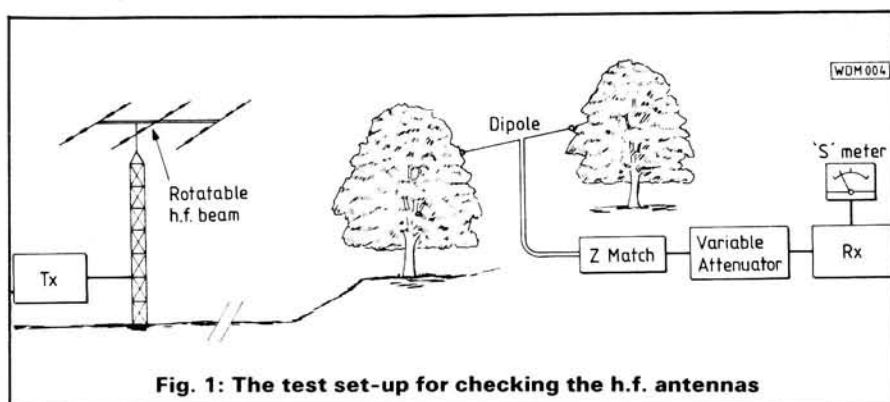 WDM004
Dipole
'S' meter
Rotatable
h.f. beam
Tx
Z Match
Variable
Attenuator
Rx
Fig. 1: The test set-up for checking the h.f. antennas